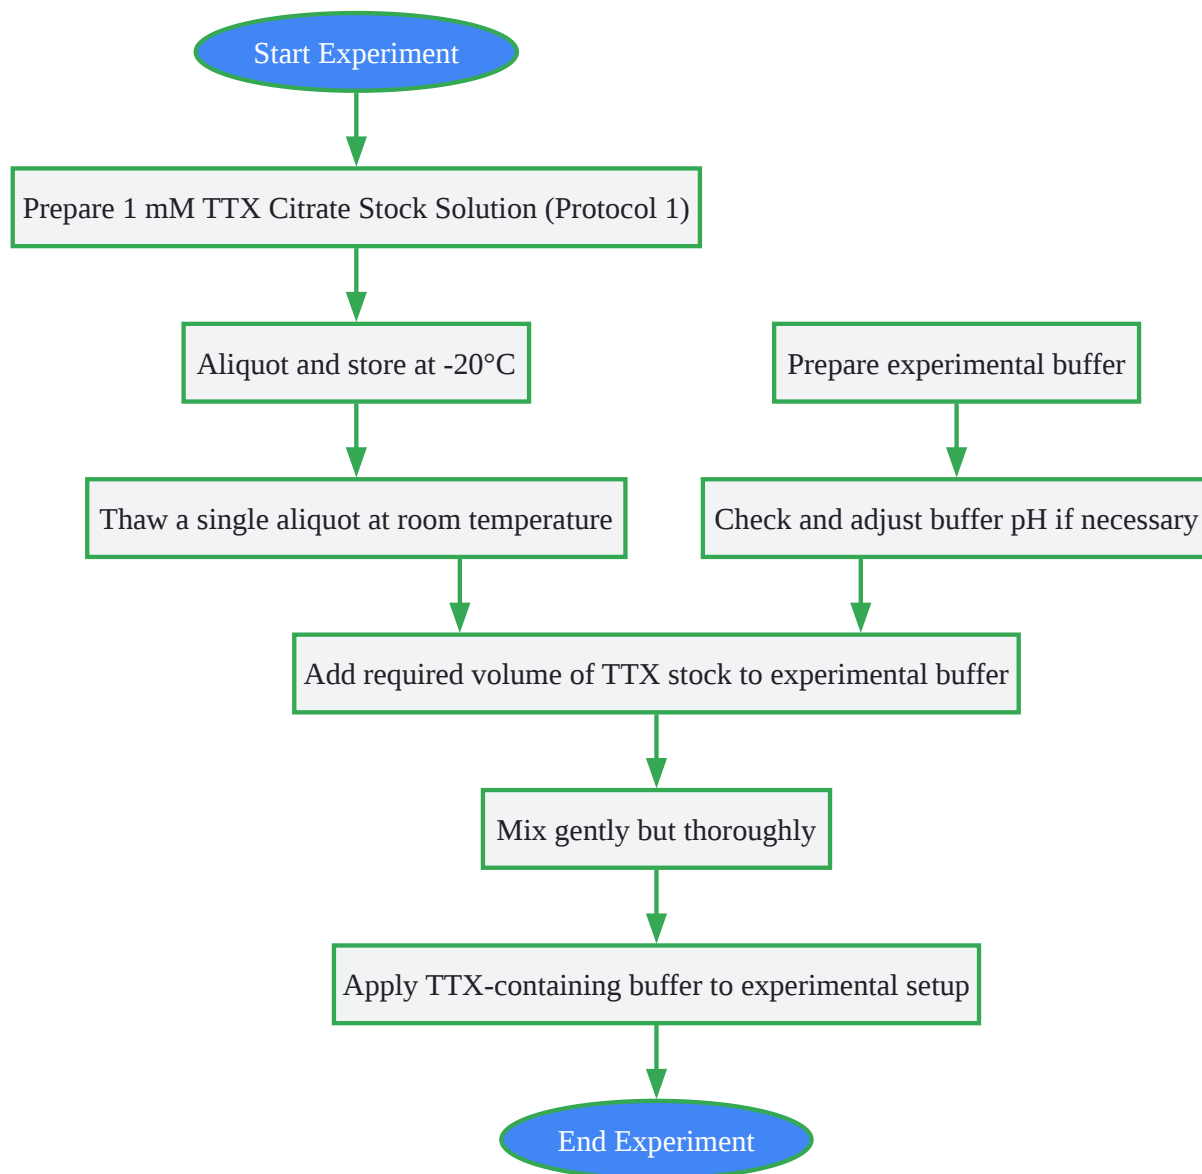 Start Experiment
Prepare 1 mM TTX Citrate Stock Solution (Protocol 1)
Aliquot and store at -20°C
Prepare experimental buffer
Thaw a single aliquot at room temperature
Check and adjust buffer pH if necessary
Add required volume of TTX stock to experimental buffer
Mix gently but thoroughly
Apply TTX-containing buffer to experimental setup
End Experiment